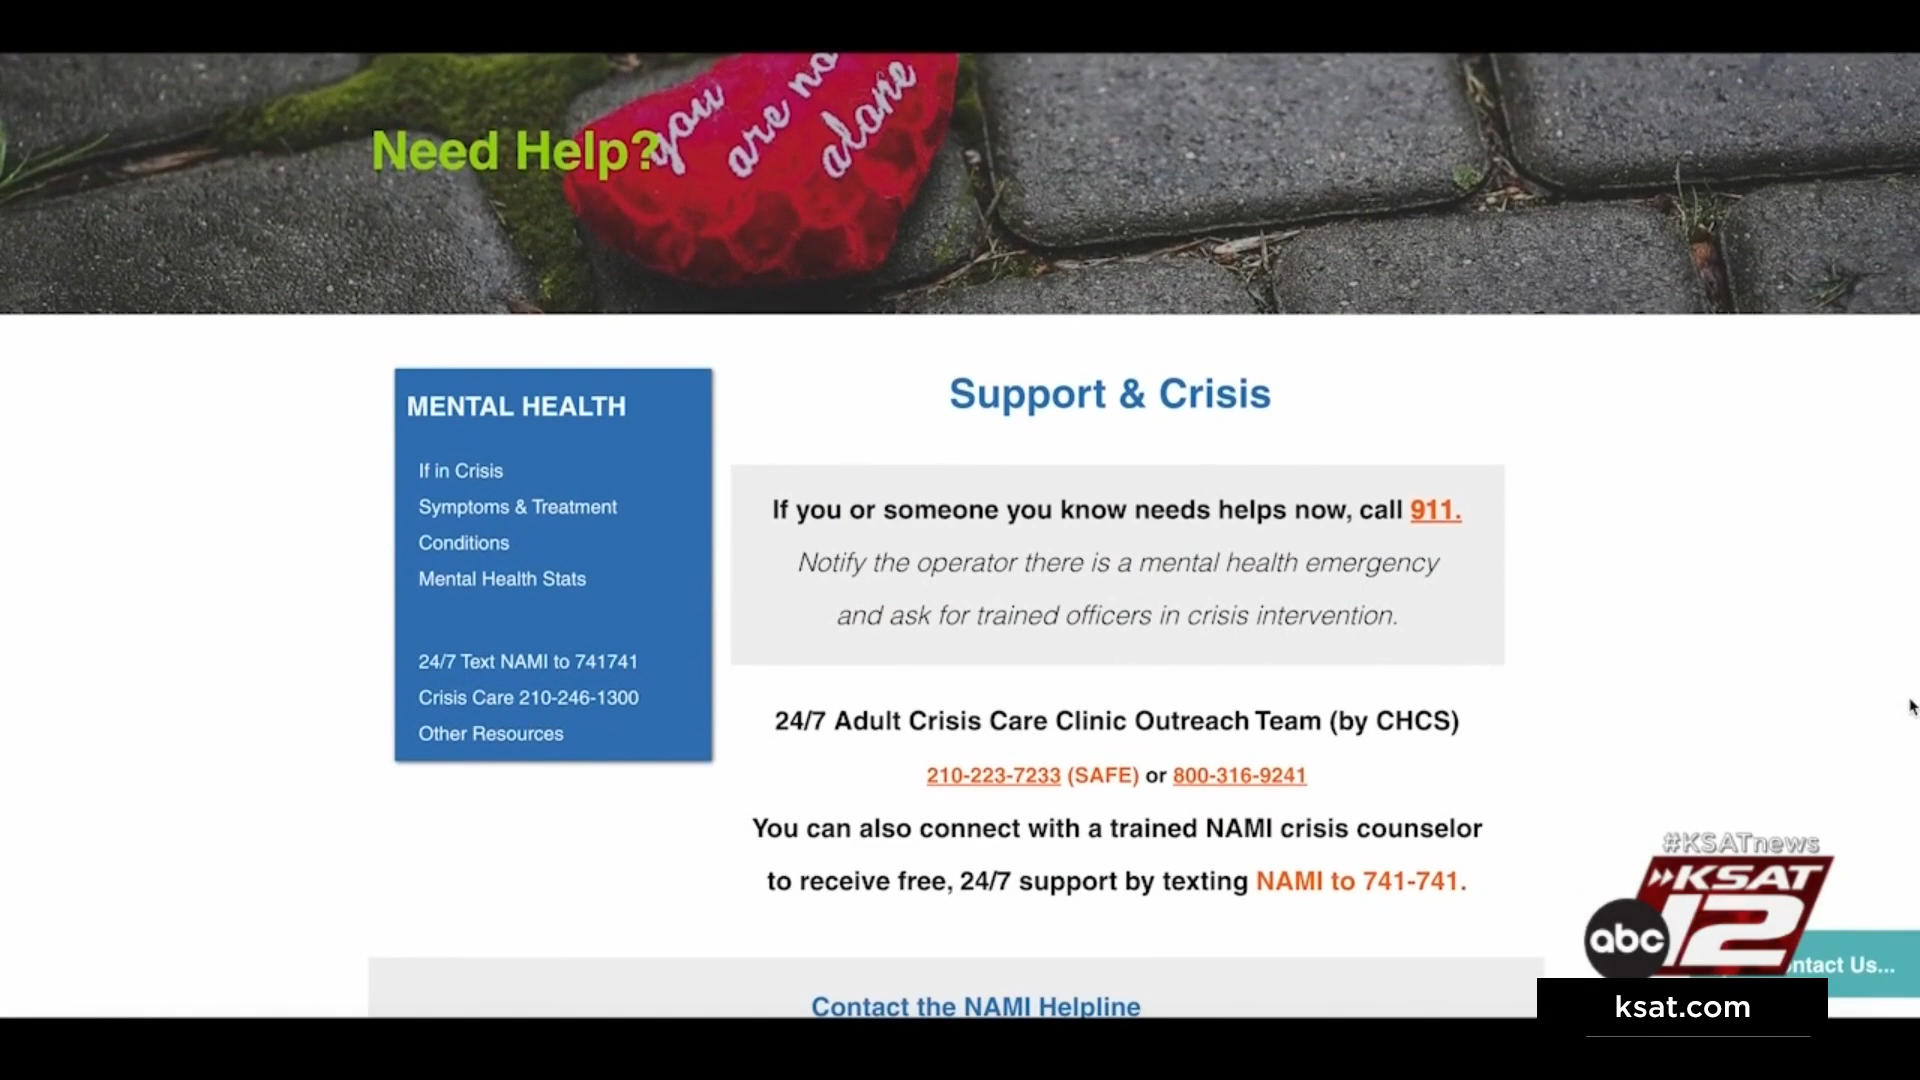 you
are no
alone
Need Help?
MENTAL HEALTH
If in Crisis
Symptoms & Treatment
Conditions
Mental Health Stats
24/7 Text NAMI to 741741
Crisis Care 210-246-1300
Other Resources
Support & Crisis
If you or someone you know needs helps now, call 911.
Notify the operator there is a mental health emergency
and ask for trained officers in crisis intervention.
24/7 Adult Crisis Care Clinic Outreach Team (by CHCS)
210-223-7233 (SAFE) or 800-316-9241
You can also connect with a trained NAMI crisis counselor
to receive free, 24/7 support by texting NAMI to 741-741.
Contact the NAMI Helpline
#KSATnews
KSAT
12
abc
ntact Us...
ksat.com